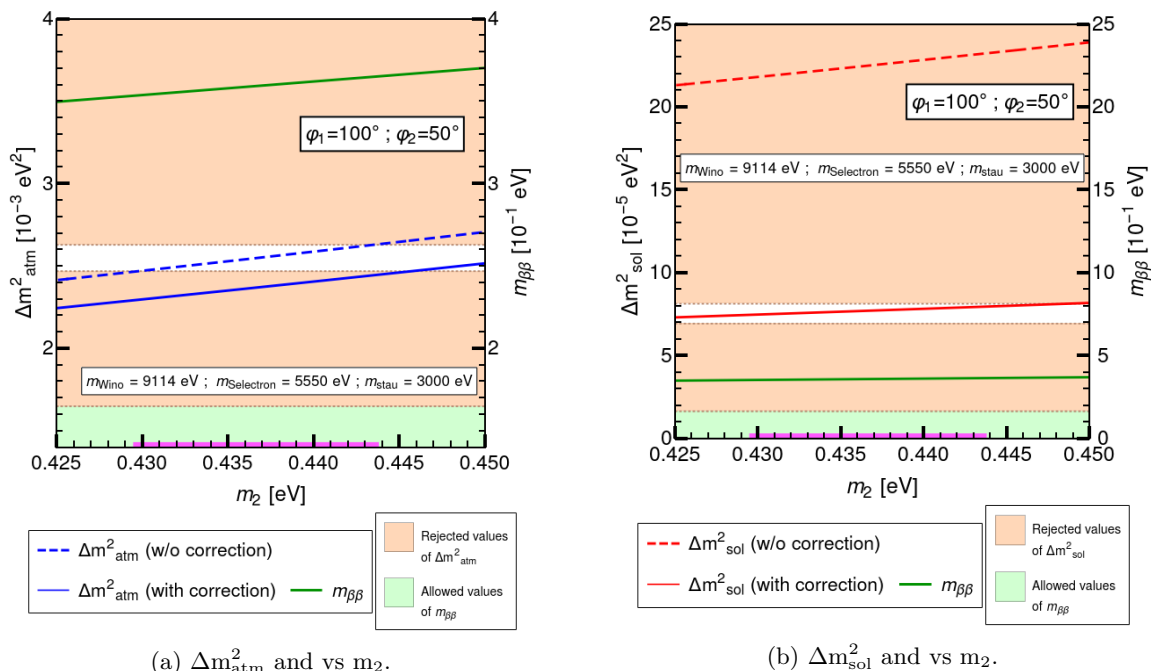 4
3
2
Δm²atm [10⁻³ eV²]
4
3
2
mββ [10⁻¹ eV]
φ₁=100° ; φ₂=50°
mWino = 9114 eV ; mSelectron = 5550 eV ; mstau = 3000 eV
0.425 0.430 0.435 0.440 0.445 0.450
m₂ [eV]
Δm²atm (w/o correction)
Δm²atm (with correction) mββ
Rejected values
of Δm²atm
Allowed values
of mββ
(a) Δm²atm and vs m₂.
25
20
15
10
5
0
Δm²sol [10⁻⁵ eV²]
25
20
15
10
5
0
mββ [10⁻¹ eV]
φ₁=100° ; φ₂=50°
mWino = 9114 eV ; mSelectron = 5550 eV ; mstau = 3000 eV
0.425 0.430 0.435 0.440 0.445 0.450
m₂ [eV]
Δm²sol (w/o correction)
Δm²sol (with correction) mββ
Rejected values
of Δm²sol
Allowed values
of mββ
(b) Δm²sol and vs m₂.